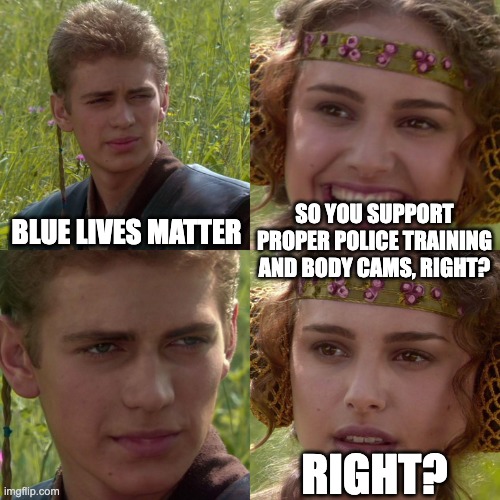 BLUE LIVES MATTER
SO YOU SUPPORT
PROPER POLICE TRAINING
AND BODY CAMS, RIGHT?
RIGHT?
imgflip.com